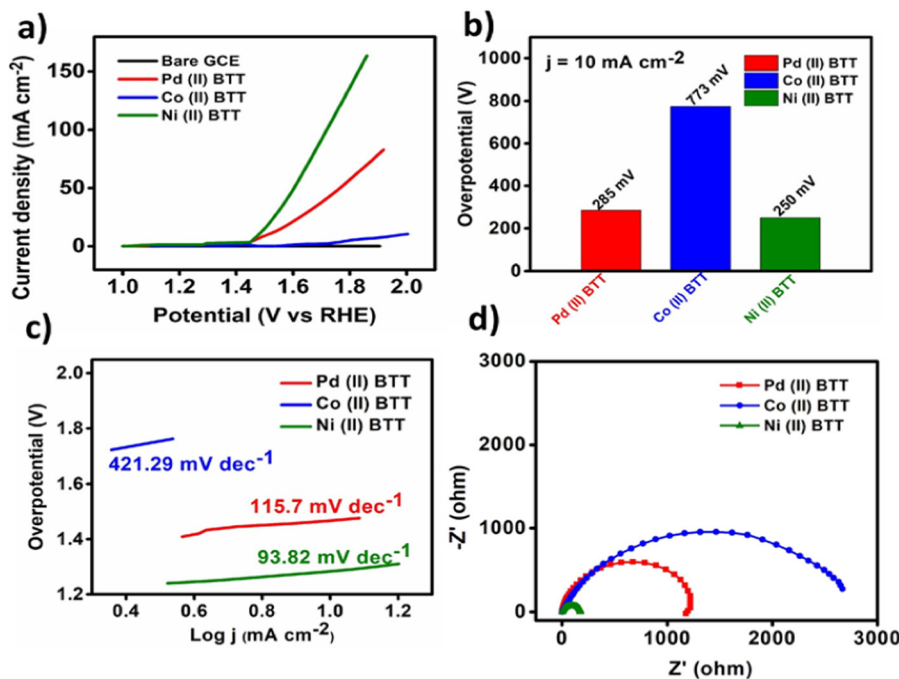 a)
Bare GCE
Pd (II) BTT
Co (II) BTT
Ni (II) BTT
Current density (mA cm-2)
150
100
50
0
1.0 1.2 1.4 1.6 1.8 2.0
Potential (V vs RHE)
b)
j = 10 mA cm-2
Pd (II) BTT
Co (II) BTT
Ni (II) BTT
Overpotential (V)
1000
800
600
400
200
0
285 mV
773 mV
250 mV
Pd (II) BTT
Co (II) BTT
Ni (II) BTT
c)
Pd (II) BTT
Co (II) BTT
Ni (II) BTT
Overpotential (V)
2.0
1.8
1.6
1.4
1.2
421.29 mV dec-1
115.7 mV dec-1
93.82 mV dec-1
0.4 0.6 0.8 1.0 1.2
Log j (mA cm-2)
d)
Pd (II) BTT
Co (II) BTT
Ni (II) BTT
-Z' (ohm)
3000
2000
1000
0
0 1000 2000 3000
Z' (ohm)